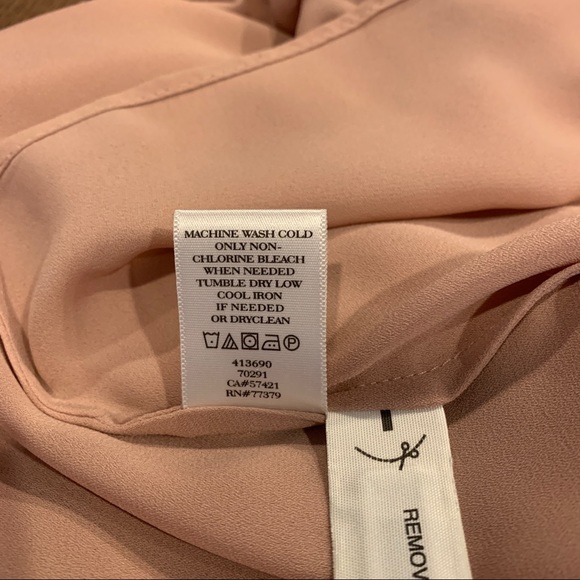 MACHINE WASH COLD
ONLY NON-
CHLORINE BLEACH
WHEN NEEDED
TUMBLE DRY LOW
COOL IRON
IF NEEDED
OR DRYCLEAN
413690
70291
CA#57421
RN#77379
REMOV